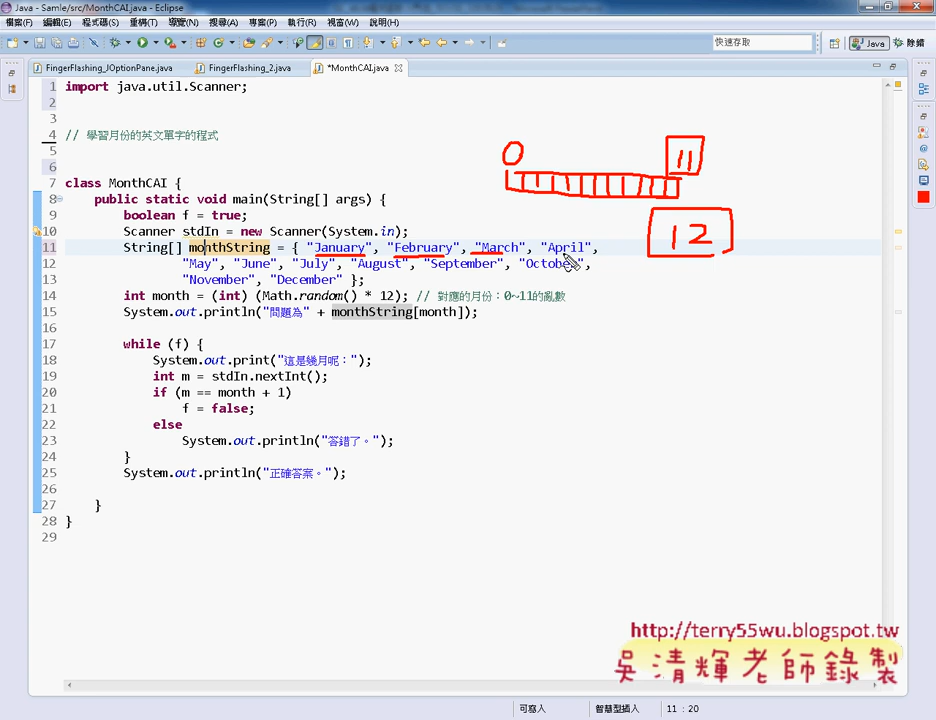 Java - Samle/src/MonthCAI.java - Eclipse
檔案(F) 編輯(E) 程式碼(S) 重構(T) 導覽(N) 搜尋(A) 專案(P) 執行(R) 視窗(W) 說明(H)
快速存取
Java
除錯
FingerFlashing_JOptionPane.java
FingerFlashing_2.java
*MonthCAI.java
1 import java.util.Scanner;
2
3
4 // 學習月份的英文單字的程式
5
6
7 class MonthCAI {
8 public static void main(String[] args) {
9 boolean f = true;
10 Scanner stdIn = new Scanner(System.in);
11 String[] monthString = { "January", "February", "March", "April",
12 "May", "June", "July", "August", "September", "October",
13 "November", "December" };
14 int month = (int) (Math.random() * 12); // 對應的月份：0~11的亂數
15 System.out.println("問題為" + monthString[month]);
16
17 while (f) {
18 System.out.print("這是幾月呢：");
19 int m = stdIn.nextInt();
20 if (m == month + 1)
21 f = false;
22 else
23 System.out.println("答錯了。");
24 }
25 System.out.println("正確答案。");
26
27 }
28 }
29
0
11
12
http://terry55wu.blogspot.tw
吳清輝老師錄製
可寫入
智慧型插入
11 : 20